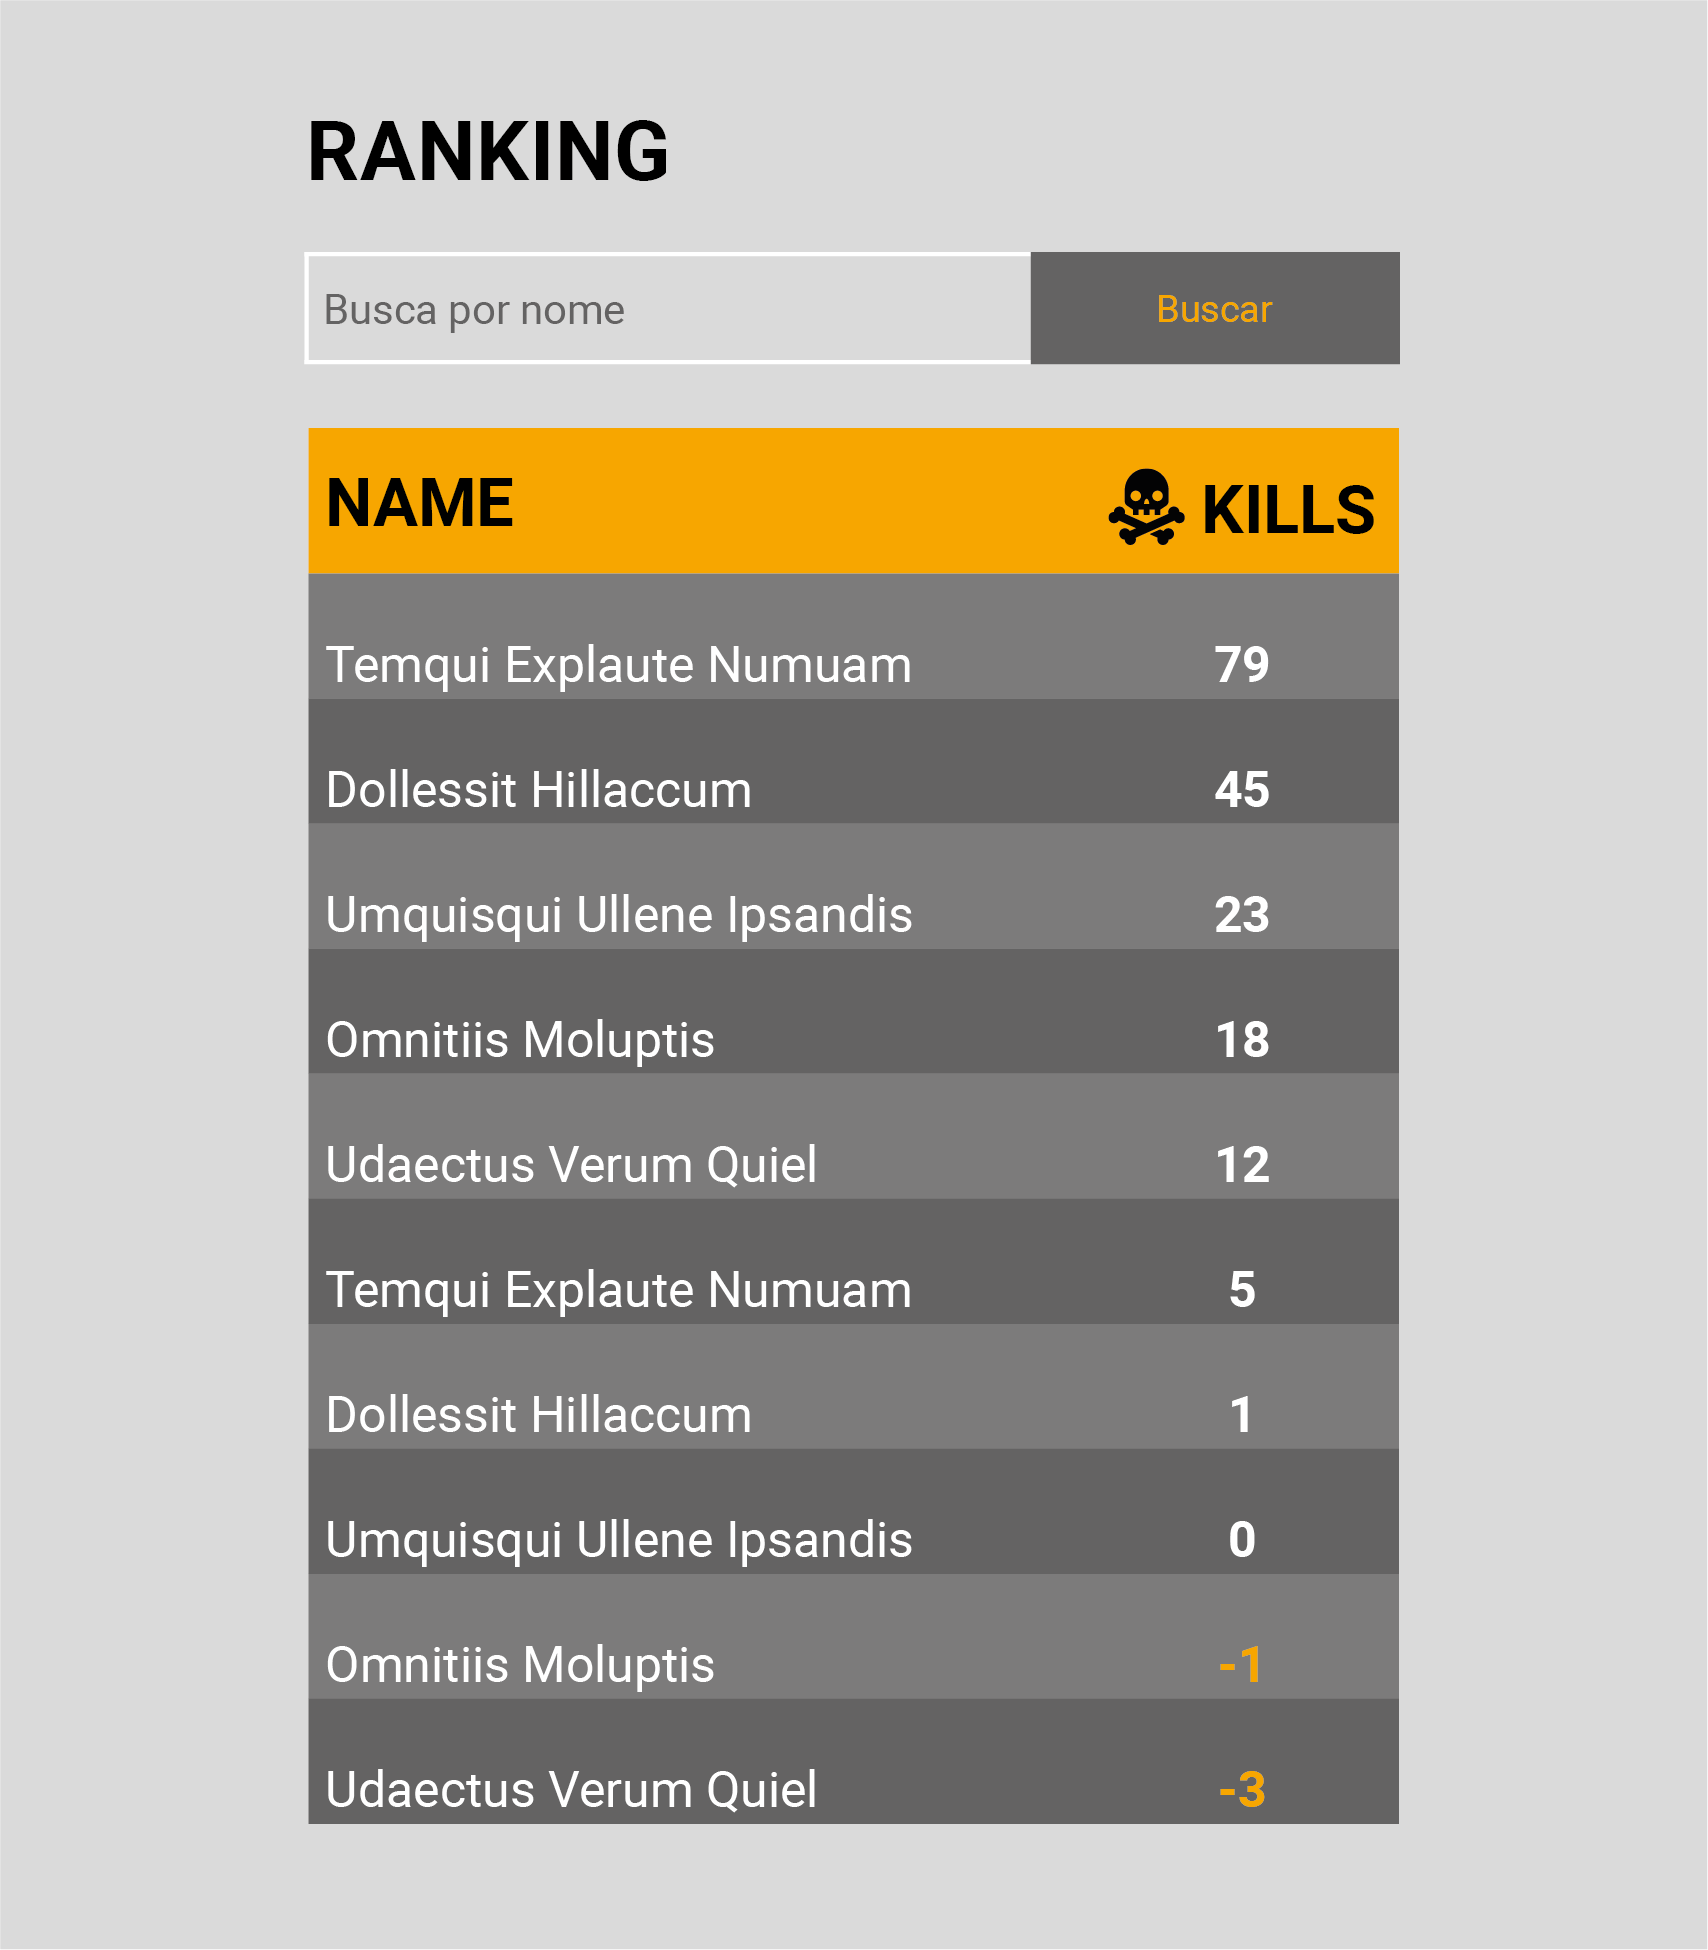 RANKING
Busca por nome Buscar
NAME KILLS
Temqui Explaute Numuam 79
Dollessit Hillaccum 45
Umquisqui Ullene Ipsandis 23
Omnitiis Moluptis 18
Udaectus Verum Quiel 12
Temqui Explaute Numuam 5
Dollessit Hillaccum 1
Umquisqui Ullene Ipsandis 0
Omnitiis Moluptis -1
Udaectus Verum Quiel -3